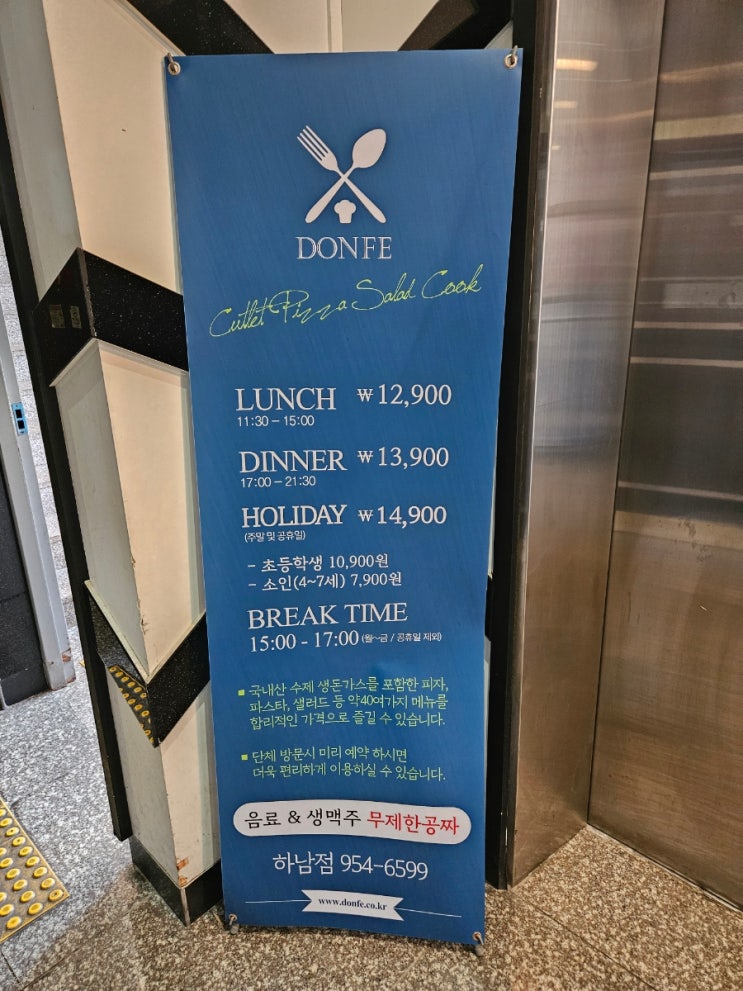 DONFE
Cutlet Pizza Salad Cook
LUNCH ₩12,900
11:30 - 15:00
DINNER ₩13,900
17:00 - 21:30
HOLIDAY ₩14,900
(주말 및 공휴일)
- 초등학생 10,900원
- 소인(4~7세) 7,900원
BREAK TIME
15:00 - 17:00 (월~금 / 공휴일 제외)
▪ 국내산 수제 생돈가스를 포함한 피자,
파스타, 샐러드 등 약40여가지 메뉴를
합리적인 가격으로 즐길 수 있습니다.
▪ 단체 방문시 미리 예약 하시면
더욱 편리하게 이용하실 수 있습니다.
음료 & 생맥주 무제한공짜
하남점 954-6599
www.donfe.co.kr